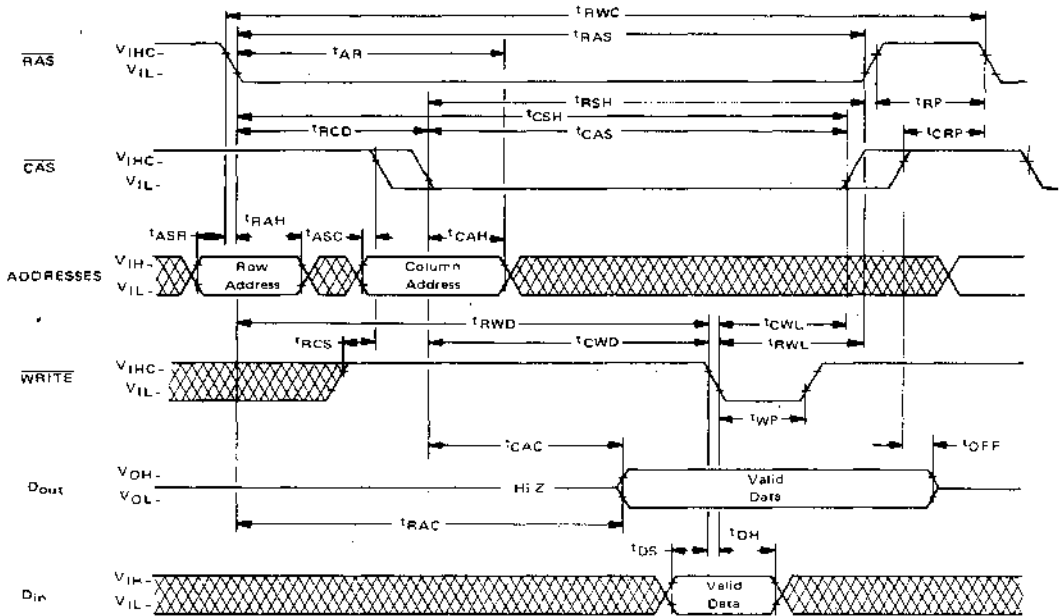 tRWC
tRAS
tAR
RAS
VIHC
VIL
tRSH
tRP
tCSH
tRCD
tCAS
tCRP
CAS
VIHC
VIL
tASR
tRAH
tASC
tCAH
ADDRESSES
VIH
VIL
Row
Address
Column
Address
tRWD
tCWL
tRCS
tCWD
tRWL
WRITE
VIHC
VIL
tWP
tCAC
tOFF
Dout
VOH
VOL
Hi Z
Valid
Data
tRAC
tDS
tDH
Din
VIH
VIL
Valid
Data